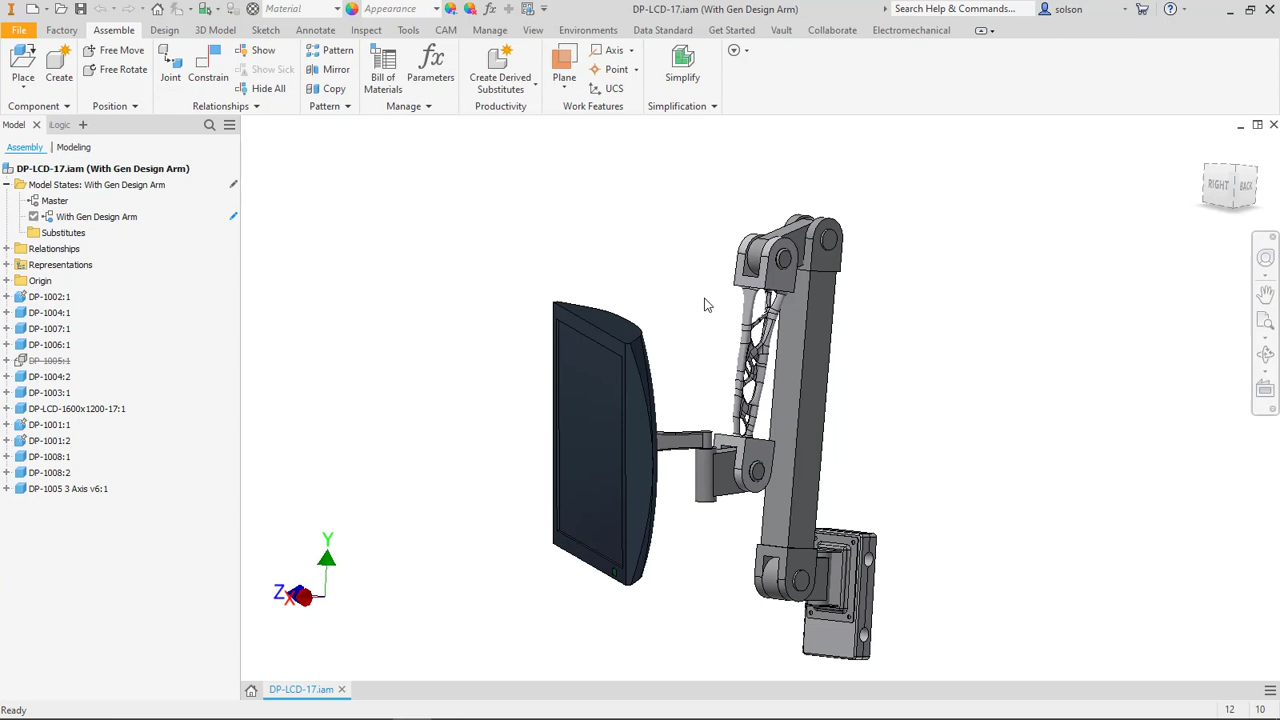 Material
Appearance
DP-LCD-17.iam (With Gen Design Arm)
Search Help & Commands...
solson
File
Factory
Assemble
Design
3D Model
Sketch
Annotate
Inspect
Tools
CAM
Manage
View
Environments
Data Standard
Get Started
Vault
Collaborate
Electromechanical
Place
Create
Free Move
Free Rotate
Joint
Constrain
Show
Show Sick
Hide All
Pattern
Mirror
Copy
Bill of
Materials
Parameters
Create Derived
Substitutes
Plane
Axis
Point
UCS
Simplify
Component
Position
Relationships
Pattern
Manage
Productivity
Work Features
Simplification
Model
iLogic
Assembly
Modeling
DP-LCD-17.iam (With Gen Design Arm)
Model States: With Gen Design Arm
Master
With Gen Design Arm
Substitutes
Relationships
Representations
Origin
DP-1002:1
DP-1004:1
DP-1007:1
DP-1006:1
DP-1005:1
DP-1004:2
DP-1003:1
DP-LCD-1600x1200-17:1
DP-1001:1
DP-1001:2
DP-1008:1
DP-1008:2
DP-1005 3 Axis v6:1
RIGHT
BACK
Y
Z
X
DP-LCD-17.iam
Ready
12
10